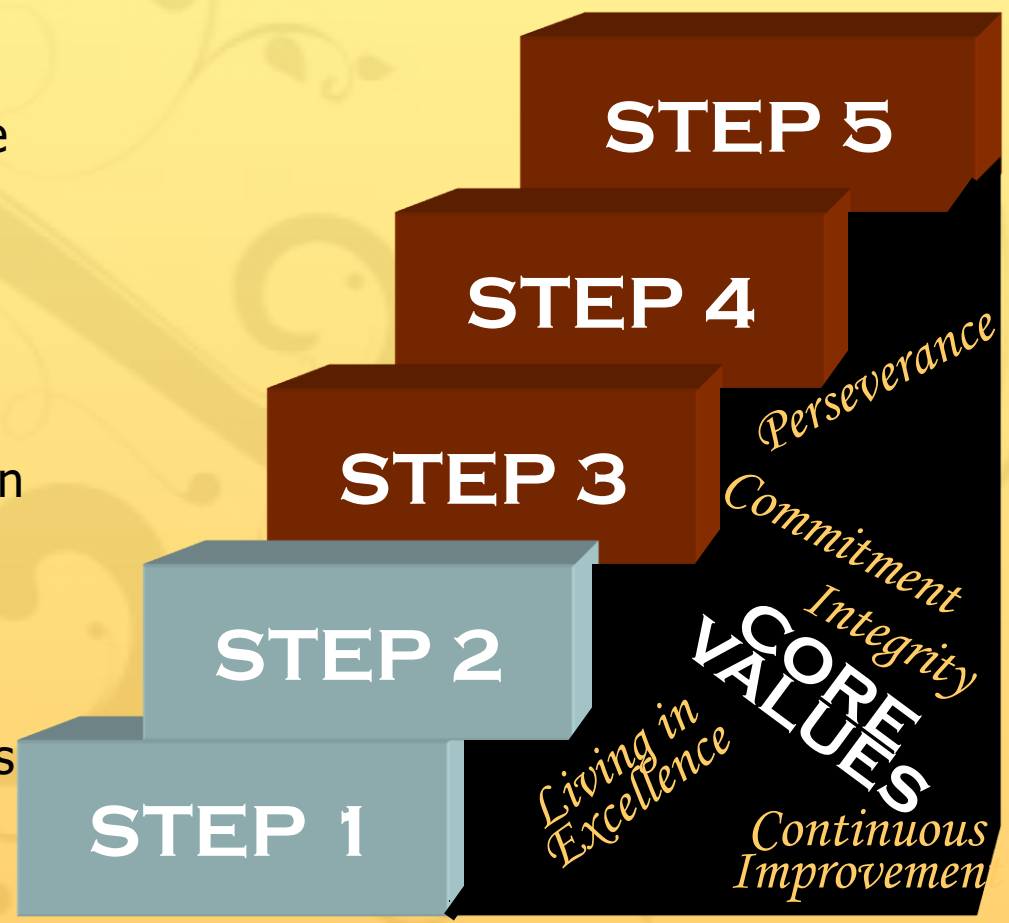 STEP 5
e
STEP 4
Perseverance
n
STEP 3
Commitment
Integrity
CORE
VALUES
STEP 2
Living in
Excellence
s
STEP 1
Continuous
Improvemen